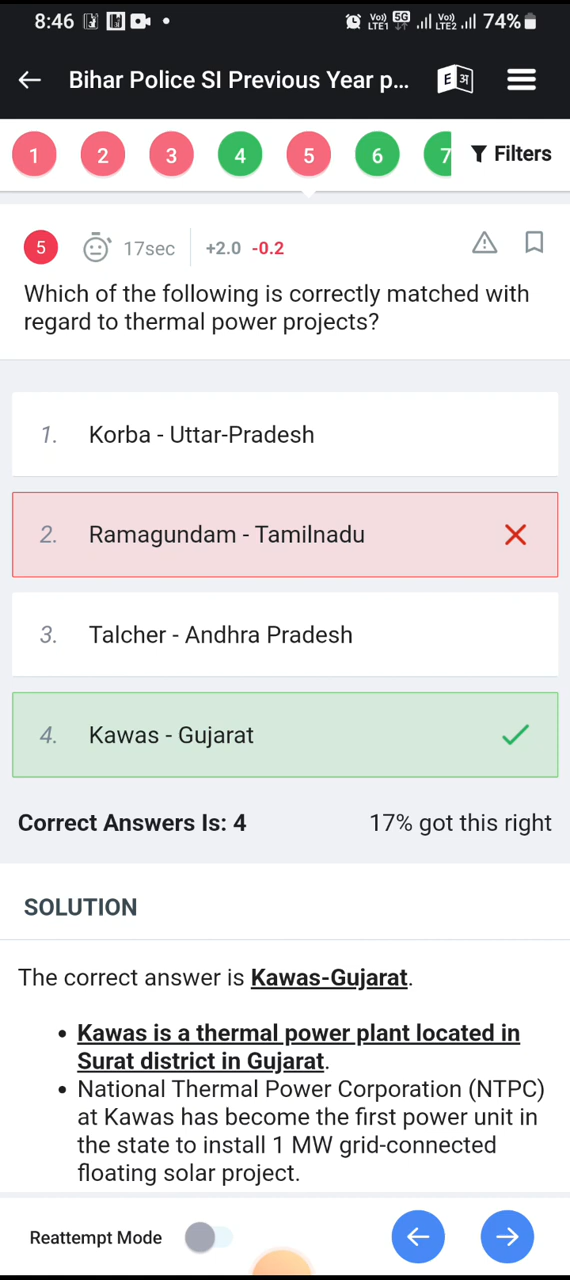 8:46
Vo)) LTE1 5G Vo)) LTE2 74%
Bihar Police SI Previous Year p...
E अ
1 2 3 4 5 6 7 Filters
5 17sec +2.0 -0.2
Which of the following is correctly matched with
regard to thermal power projects?
1. Korba - Uttar-Pradesh
2. Ramagundam - Tamilnadu
3. Talcher - Andhra Pradesh
4. Kawas - Gujarat
Correct Answers Is: 4 17% got this right
SOLUTION
The correct answer is Kawas-Gujarat.
• Kawas is a thermal power plant located in
Surat district in Gujarat.
• National Thermal Power Corporation (NTPC)
at Kawas has become the first power unit in
the state to install 1 MW grid-connected
floating solar project.
Reattempt Mode